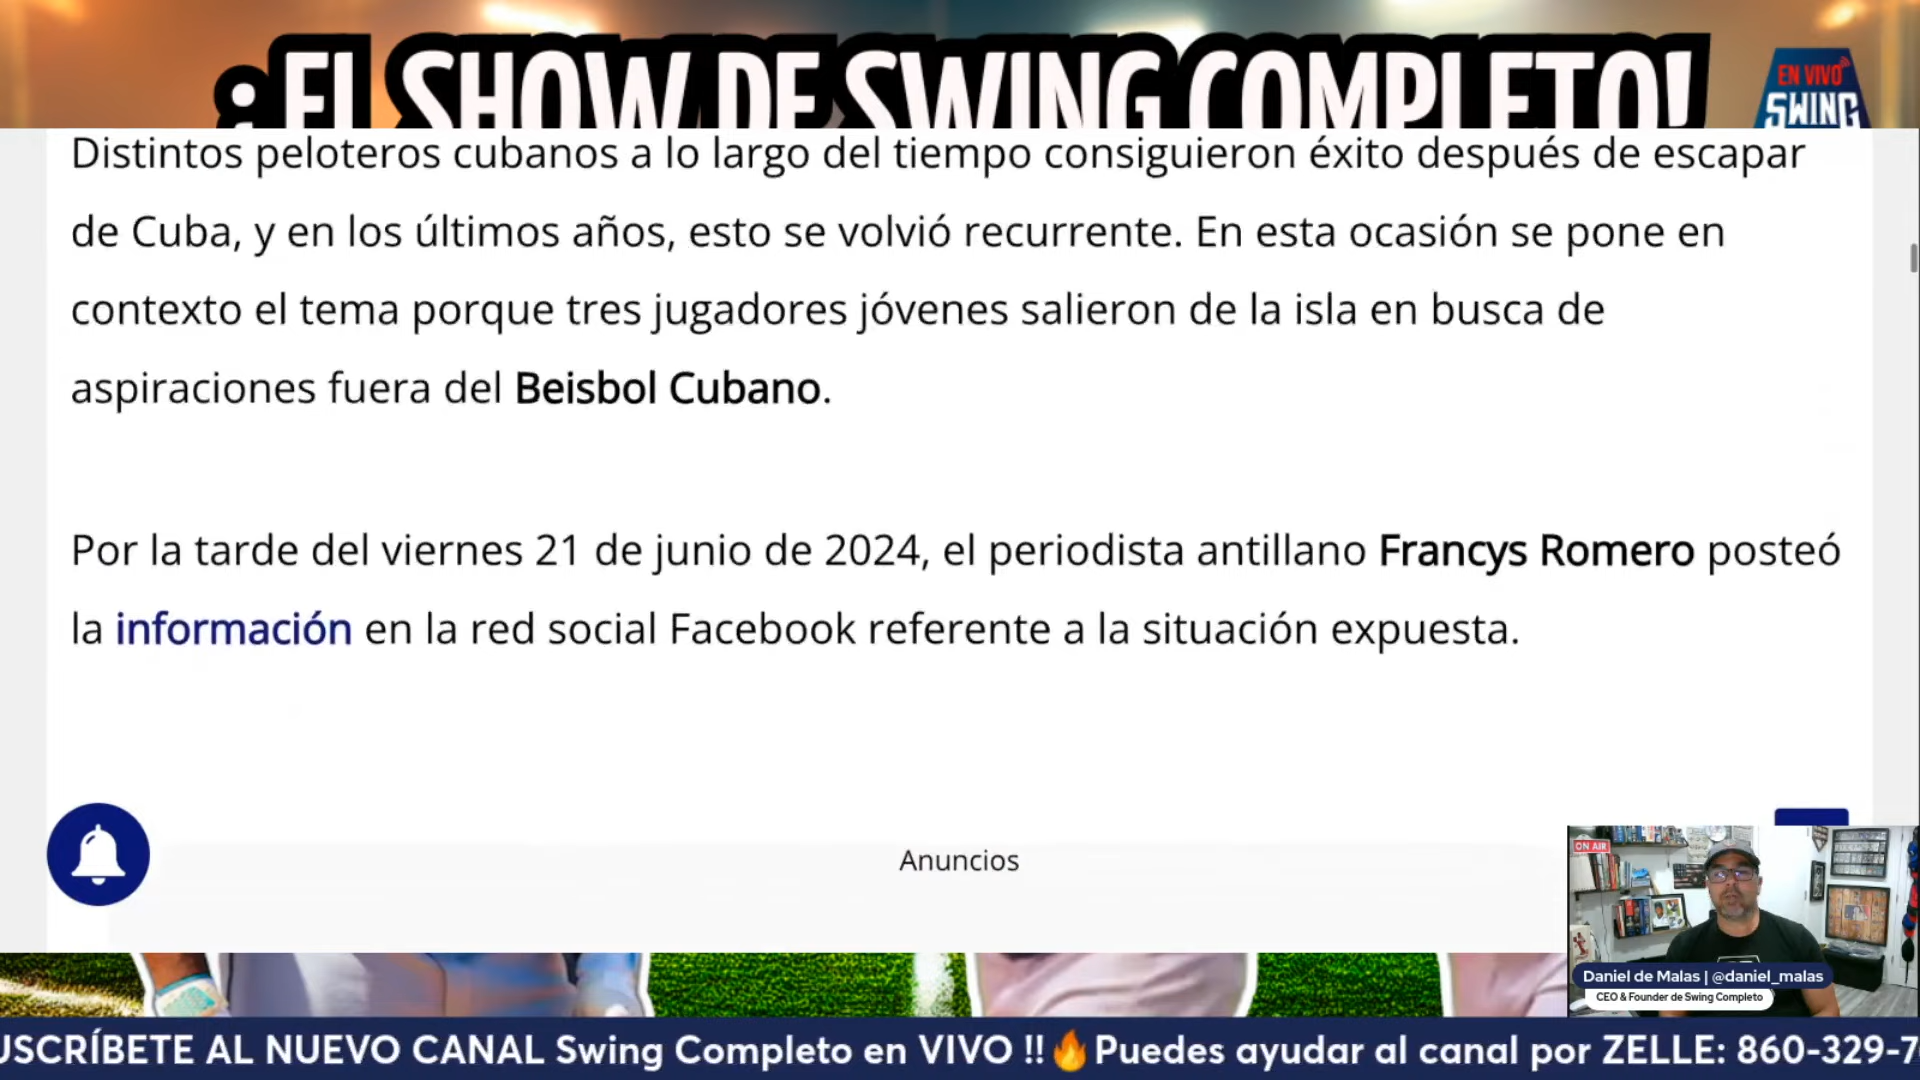 ¡EL SHOW DE SWING COMPLETO!
EN VIVO
SWING
Distintos peloteros cubanos a lo largo del tiempo consiguieron éxito después de escapar
de Cuba, y en los últimos años, esto se volvió recurrente. En esta ocasión se pone en
contexto el tema porque tres jugadores jóvenes salieron de la isla en busca de
aspiraciones fuera del Beisbol Cubano.
Por la tarde del viernes 21 de junio de 2024, el periodista antillano Francys Romero posteó
la información en la red social Facebook referente a la situación expuesta.
Anuncios
ON AIR
Daniel de Malas | @daniel_malas
CEO & Founder de Swing Completo
USCRÍBETE AL NUEVO CANAL Swing Completo en VIVO !!🔥Puedes ayudar al canal por ZELLE: 860-329-7